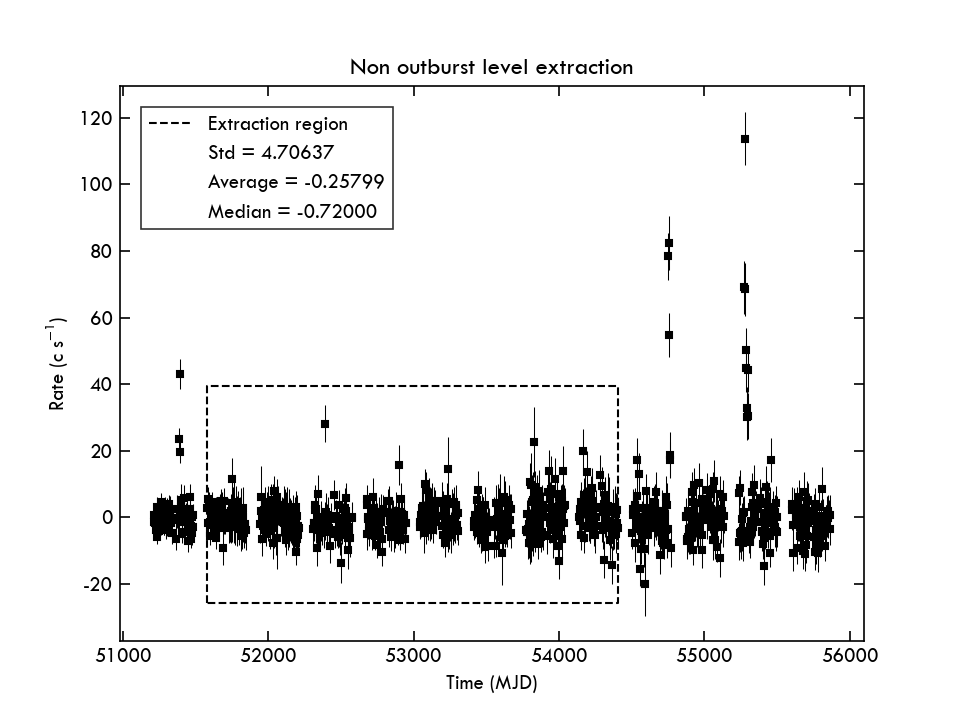 Non outburst level extraction
Extraction region
Std = 4.70637
Average = -0.25799
Median = -0.72000
120
100
80
60
40
20
0
-20
Rate (c s⁻¹)
51000 52000 53000 54000 55000 56000
Time (MJD)